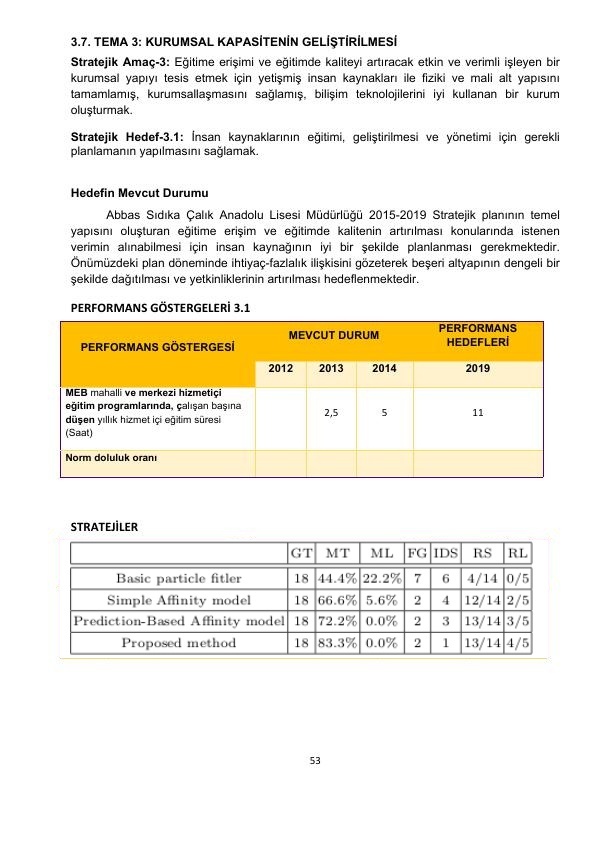 3.7. TEMA 3: KURUMSAL KAPASİTENİN GELİŞTİRİLMESİ
Stratejik Amaç-3: Eğitime erişimi ve eğitimde kaliteyi artıracak etkin ve verimli işleyen bir
kurumsal yapıyı tesis etmek için yetişmiş insan kaynakları ile fiziki ve mali alt yapısını
tamamlamış, kurumsallaşmasını sağlamış, bilişim teknolojilerini iyi kullanan bir kurum
oluşturmak.
Stratejik Hedef-3.1: İnsan kaynaklarının eğitimi, geliştirilmesi ve yönetimi için gerekli
planlamanın yapılmasını sağlamak.
Hedefin Mevcut Durumu
Abbas Sıdıka Çalık Anadolu Lisesi Müdürlüğü 2015-2019 Stratejik planının temel
yapısını oluşturan eğitime erişim ve eğitimde kalitenin artırılması konularında istenen
verimin alınabilmesi için insan kaynağının iyi bir şekilde planlanması gerekmektedir.
Önümüzdeki plan döneminde ihtiyaç-fazlalık ilişkisini gözeterek beşeri altyapının dengeli bir
şekilde dağıtılması ve yetkinliklerinin artırılması hedeflenmektedir.
PERFORMANS GÖSTERGELERİ 3.1
PERFORMANS GÖSTERGESİ MEVCUT DURUM PERFORMANS HEDEFLERİ
2012 2013 2014 2019
MEB mahalli ve merkezi hizmetiçi
eğitim programlarında, çalışan başına
düşen yıllık hizmet içi eğitim süresi
(Saat)
2,5 5 11
Norm doluluk oranı
STRATEJİLER
GT MT ML FG IDS RS RL
Basic particle fitler 18 44.4% 22.2% 7 6 4/14 0/5
Simple Affinity model 18 66.6% 5.6% 2 4 12/14 2/5
Prediction-Based Affinity model 18 72.2% 0.0% 2 3 13/14 3/5
Proposed method 18 83.3% 0.0% 2 1 13/14 4/5
53